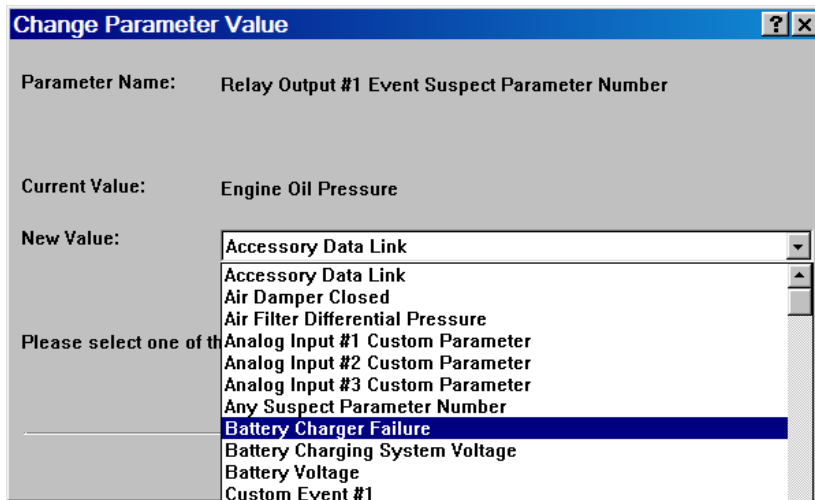 Change Parameter Value
Parameter Name: Relay Output #1 Event Suspect Parameter Number
Current Value: Engine Oil Pressure
New Value: Accessory Data Link
Accessory Data Link
Air Damper Closed
Air Filter Differential Pressure
Please select one of th
Analog Input #1 Custom Parameter
Analog Input #2 Custom Parameter
Analog Input #3 Custom Parameter
Any Suspect Parameter Number
Battery Charger Failure
Battery Charging System Voltage
Battery Voltage
Custom Event #1